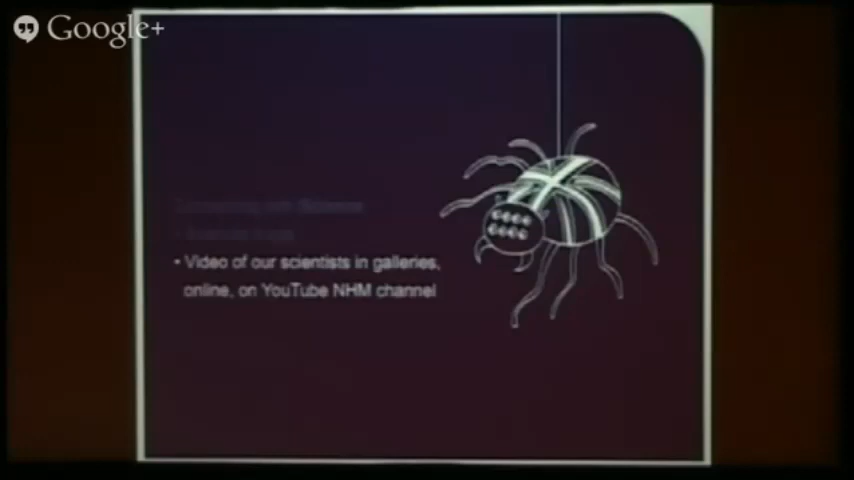 Google+
• Video of our scientists in galleries,
online, on YouTube NHM channel